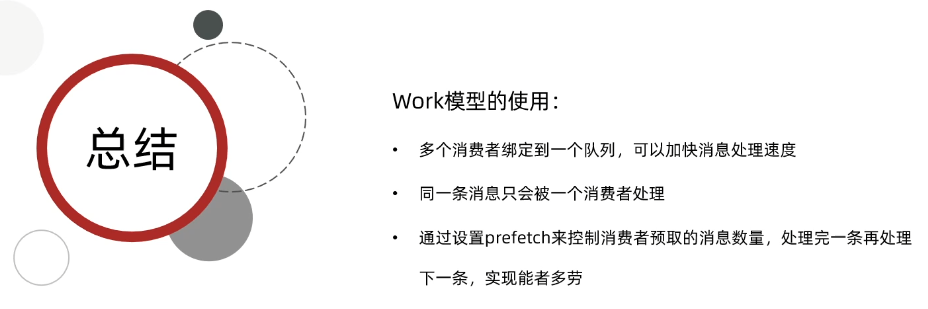 总结
Work模型的使用：
• 多个消费者绑定到一个队列，可以加快消息处理速度
• 同一条消息只会被一个消费者处理
• 通过设置prefetch来控制消费者预取的消息数量，处理完一条再处理
下一条，实现能者多劳